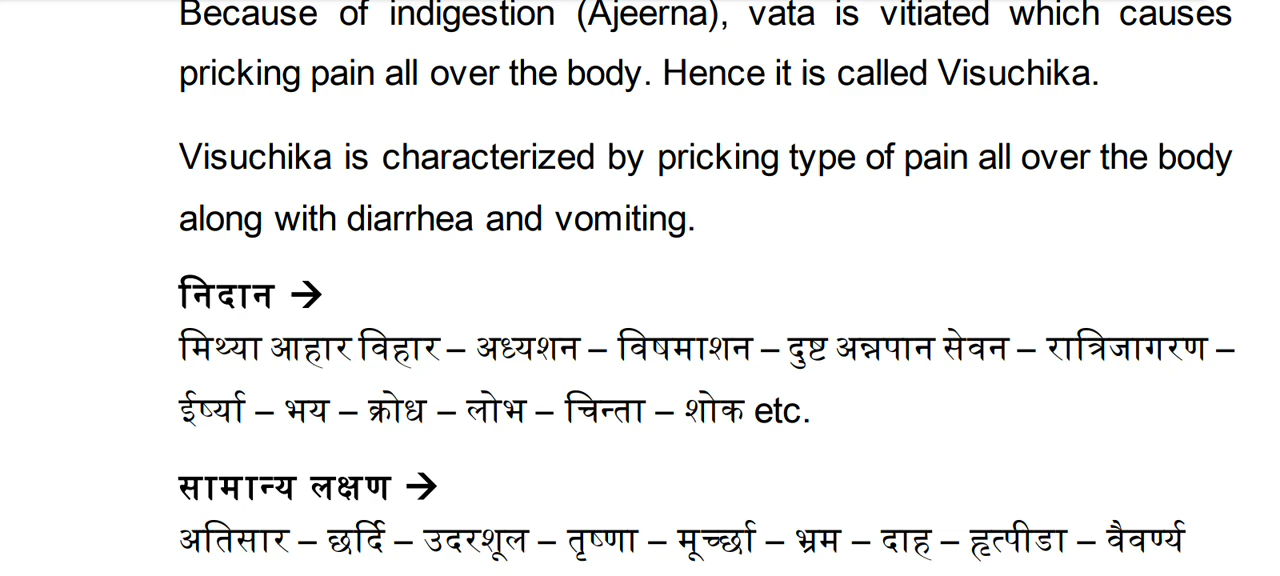 Because of indigestion (Ajeerna), vata is vitiated which causes
pricking pain all over the body. Hence it is called Visuchika.
Visuchika is characterized by pricking type of pain all over the body
along with diarrhea and vomiting.
निदान →
मिथ्या आहार विहार – अध्यशन – विषमाशन – दुष्ट अन्नपान सेवन – रात्रिजागरण –
ईर्ष्या – भय – क्रोध – लोभ – चिन्ता – शोक etc.
सामान्य लक्षण →
अतिसार – छर्दि – उदरशूल – तृष्णा – मूर्च्छा – भ्रम – दाह – हृत्पीडा – वैवर्ण्य